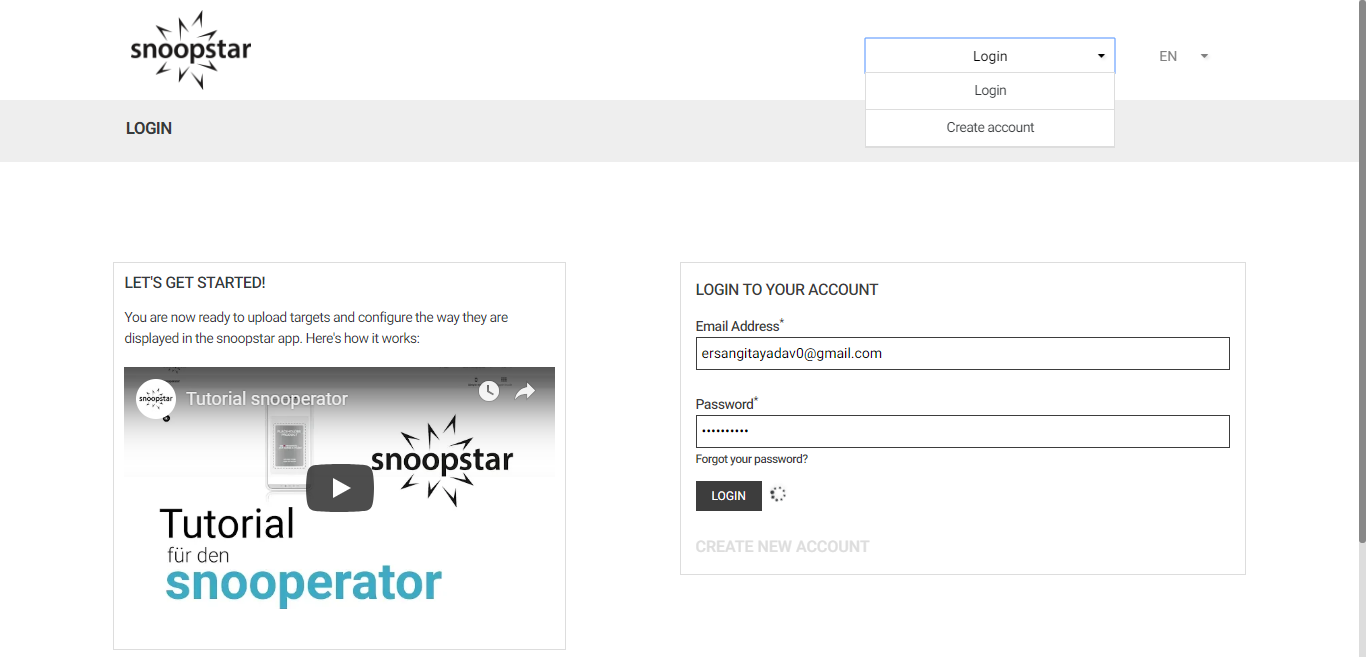 snoopstar
Login
EN
Login
Create account
LOGIN
LET'S GET STARTED!
You are now ready to upload targets and configure the way they are
displayed in the snoopstar app. Here's how it works:
snoopstar
Tutorial snooperator
snoopstar
Tutorial
für den
snooperator
LOGIN TO YOUR ACCOUNT
Email Address*
ersangitayadav0@gmail.com
Password*
••••••••••
Forgot your password?
LOGIN
CREATE NEW ACCOUNT